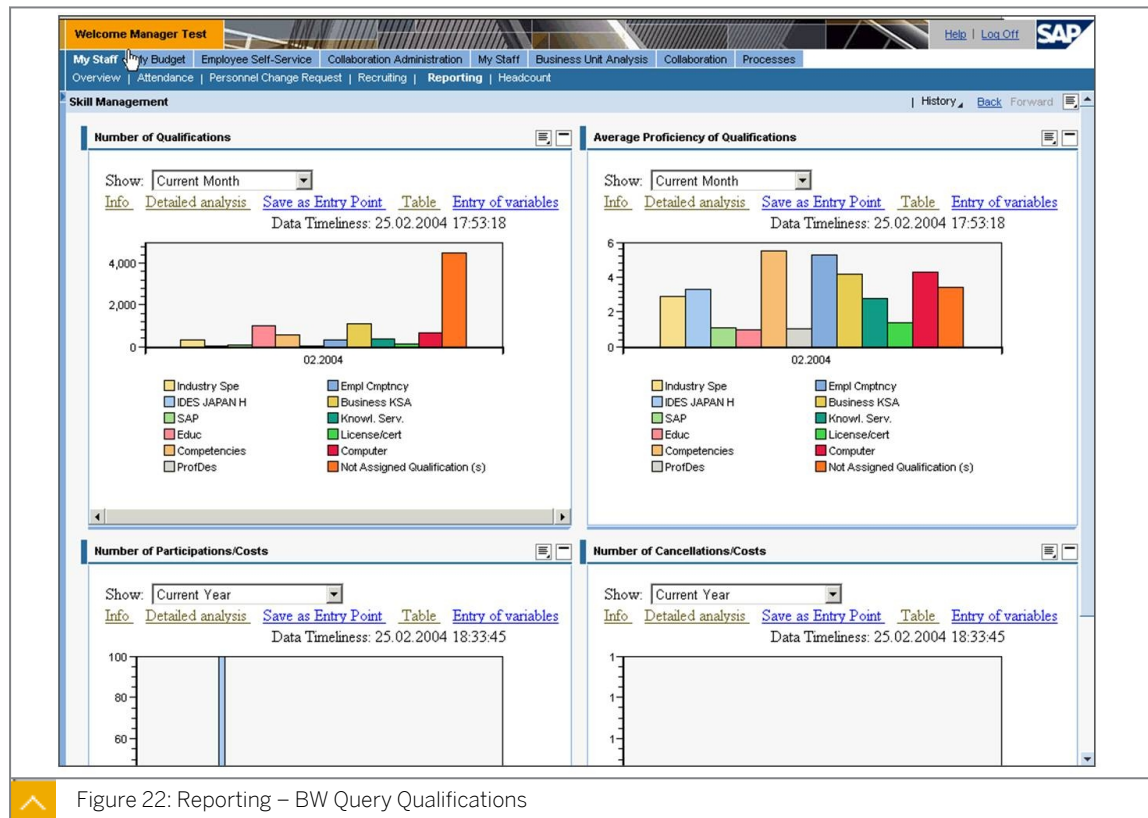 Welcome Manager Test
Help | Log Off
SAP
My Staff My Budget Employee Self-Service Collaboration Administration My Staff Business Unit Analysis Collaboration Processes
Overview | Attendance | Personnel Change Request | Recruiting | Reporting | Headcount
Skill Management
| History Back Forward
Number of Qualifications
Show: Current Month
Info Detailed analysis Save as Entry Point Table Entry of variables
Data Timeliness: 25.02.2004 17:53:18
4,000
2,000
0
02.2004
Industry Spe
IDES JAPAN H
SAP
Educ
Competencies
ProfDes
Empl Cmptncy
Business KSA
Knowl. Serv.
License/cert
Computer
Not Assigned Qualification (s)
Average Proficiency of Qualifications
Show: Current Month
Info Detailed analysis Save as Entry Point Table Entry of variables
Data Timeliness: 25.02.2004 17:53:18
6
4
2
0
02.2004
Industry Spe
IDES JAPAN H
SAP
Educ
Competencies
ProfDes
Empl Cmptncy
Business KSA
Knowl. Serv.
License/cert
Computer
Not Assigned Qualification (s)
Number of Participations/Costs
Show: Current Year
Info Detailed analysis Save as Entry Point Table Entry of variables
Data Timeliness: 25.02.2004 18:33:45
100
80
60
Number of Cancellations/Costs
Show: Current Year
Info Detailed analysis Save as Entry Point Table Entry of variables
Data Timeliness: 25.02.2004 18:33:45
1
1
1
Figure 22: Reporting – BW Query Qualifications